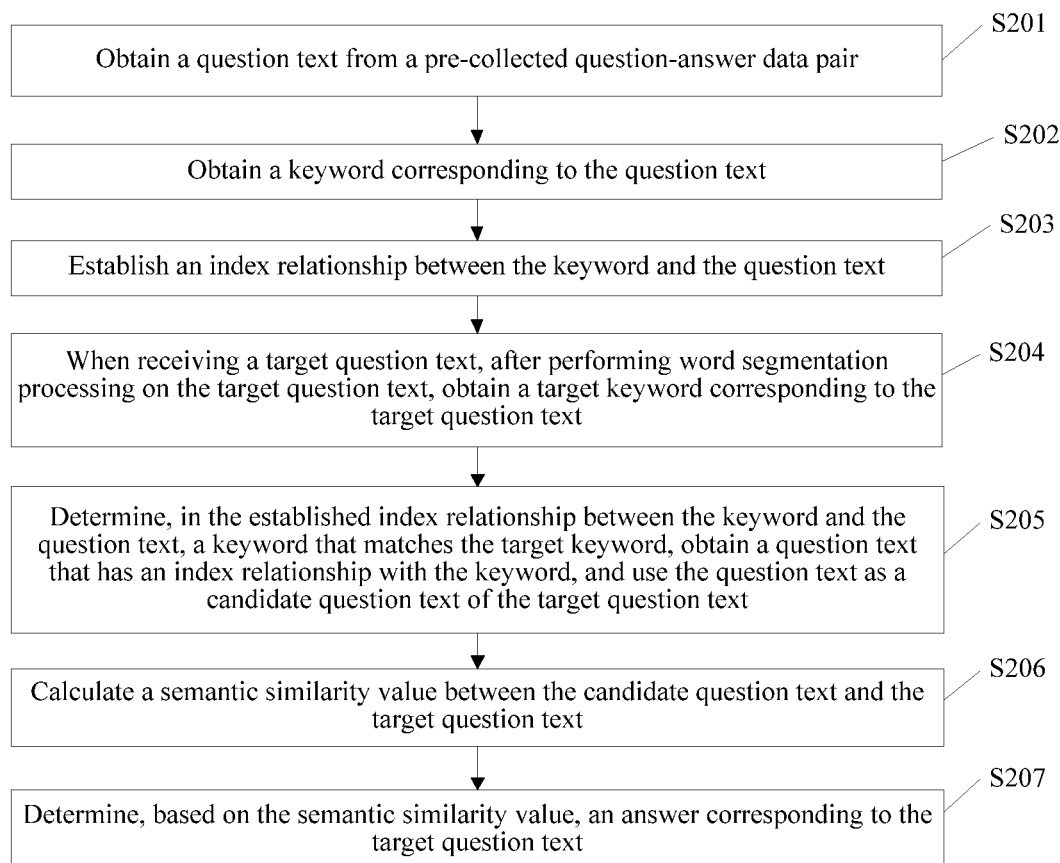 S201
Obtain a question text from a pre-collected question-answer data pair
S202
Obtain a keyword corresponding to the question text
S203
Establish an index relationship between the keyword and the question text
S204
When receiving a target question text, after performing word segmentation
processing on the target question text, obtain a target keyword corresponding to the
target question text
S205
Determine, in the established index relationship between the keyword and the
question text, a keyword that matches the target keyword, obtain a question text
that has an index relationship with the keyword, and use the question text as a
candidate question text of the target question text
S206
Calculate a semantic similarity value between the candidate question text and the
target question text
S207
Determine, based on the semantic similarity value, an answer corresponding to the
target question text